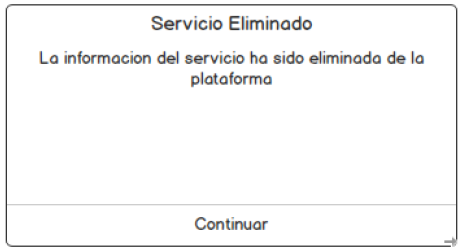 Servicio Eliminado
La informacion del servicio ha sido eliminada de la
plataforma
Continuar